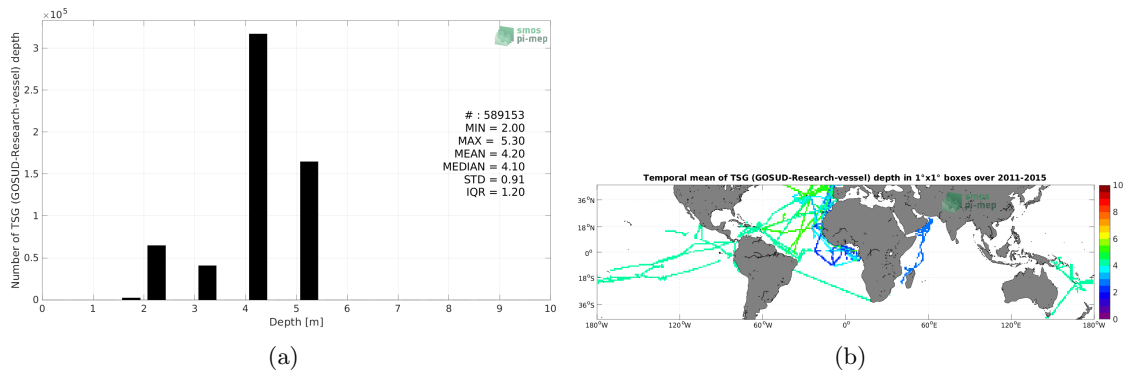 ×10⁵
smos
pi-mep
Number of TSG (GOSUD-Research-vessel) depth
3
2.5
2
1.5
1
0.5
0
# : 589153
MIN = 2.00
MAX = 5.30
MEAN = 4.20
MEDIAN = 4.10
STD = 0.91
IQR = 1.20
0 1 2 3 4 5 6 7 8 9 10
Depth [m]
(a)
Temporal mean of TSG (GOSUD-Research-vessel) depth in 1°x1° boxes over 2011-2015
smos
pi-mep
36°N
18°N
0°
18°S
36°S
180°W 120°W 60°W 0° 60°E 120°E 180°W
10
8
6
4
2
0
(b)